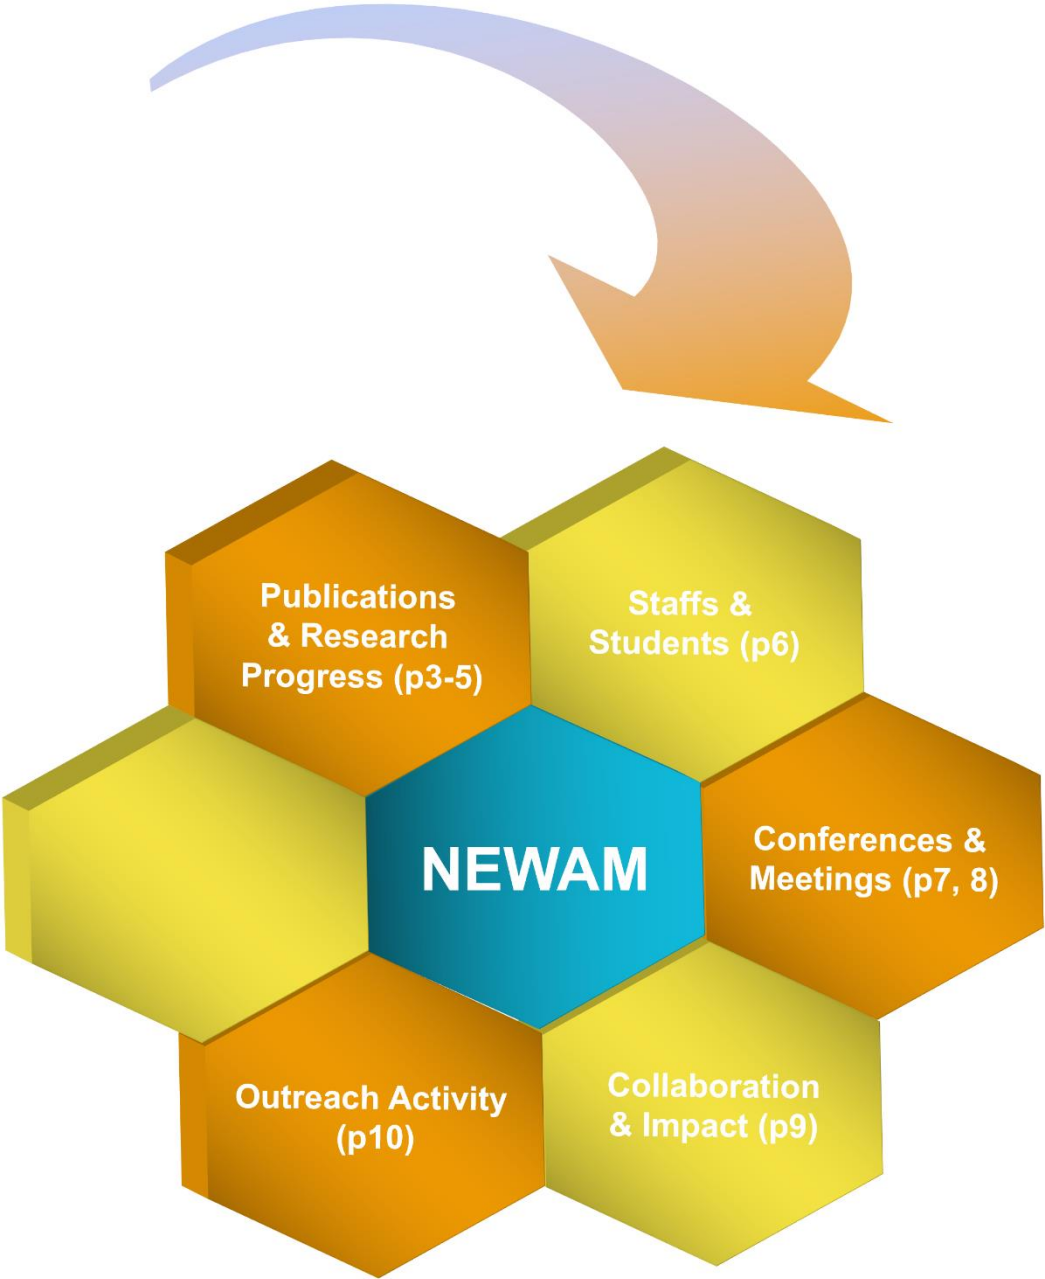 Publications
& Research
Progress (p3-5)
Staffs &
Students (p6)
NEWAM
Conferences &
Meetings (p7, 8)
Outreach Activity
(p10)
Collaboration
& Impact (p9)